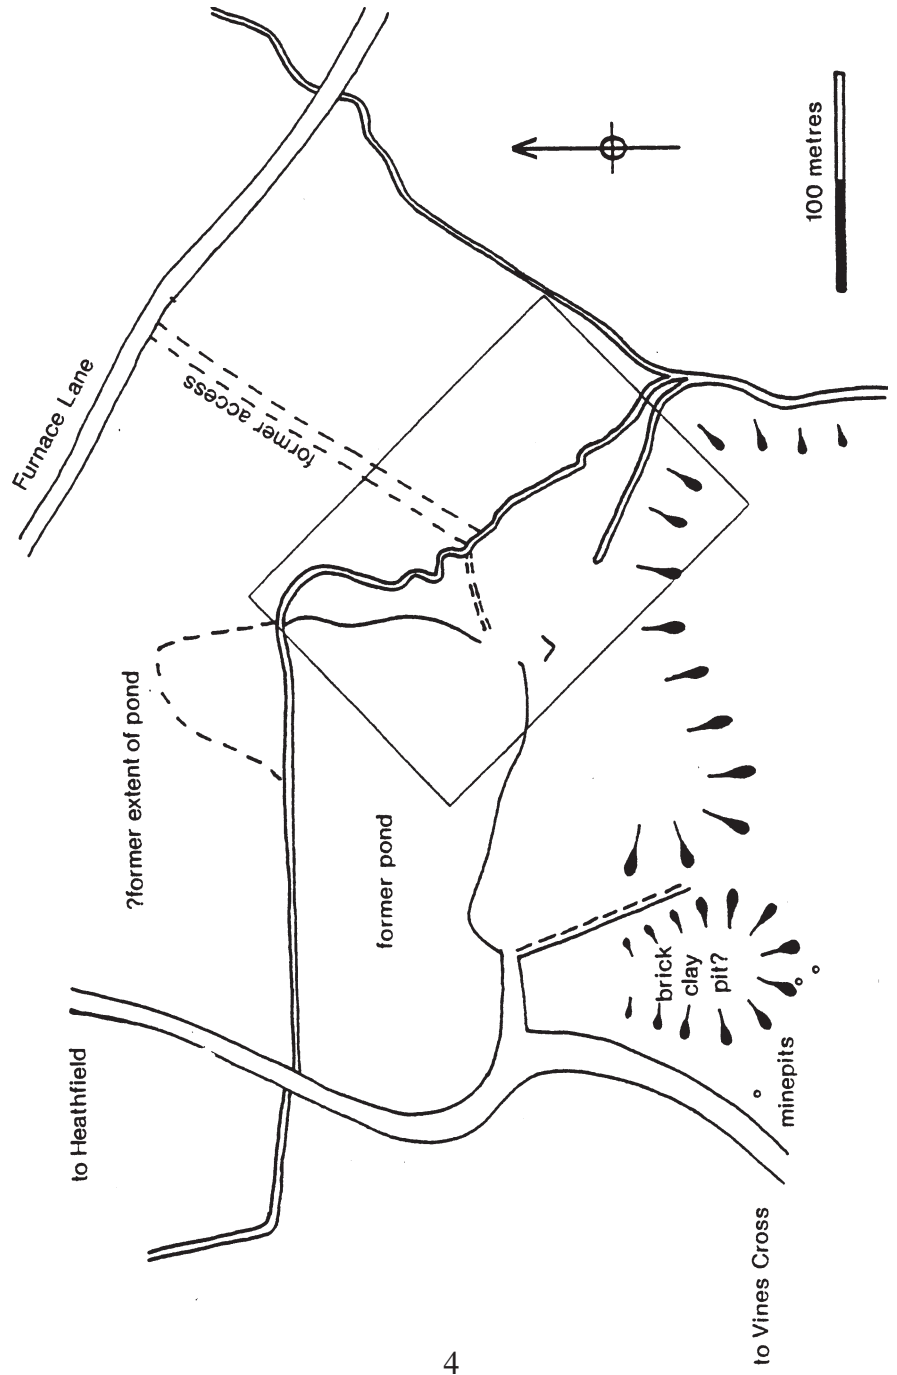 Furnace Lane
former access
100 metres
?former extent of pond
former pond
to Heathfield
brick
clay
pit?
minepits
to Vines Cross
4